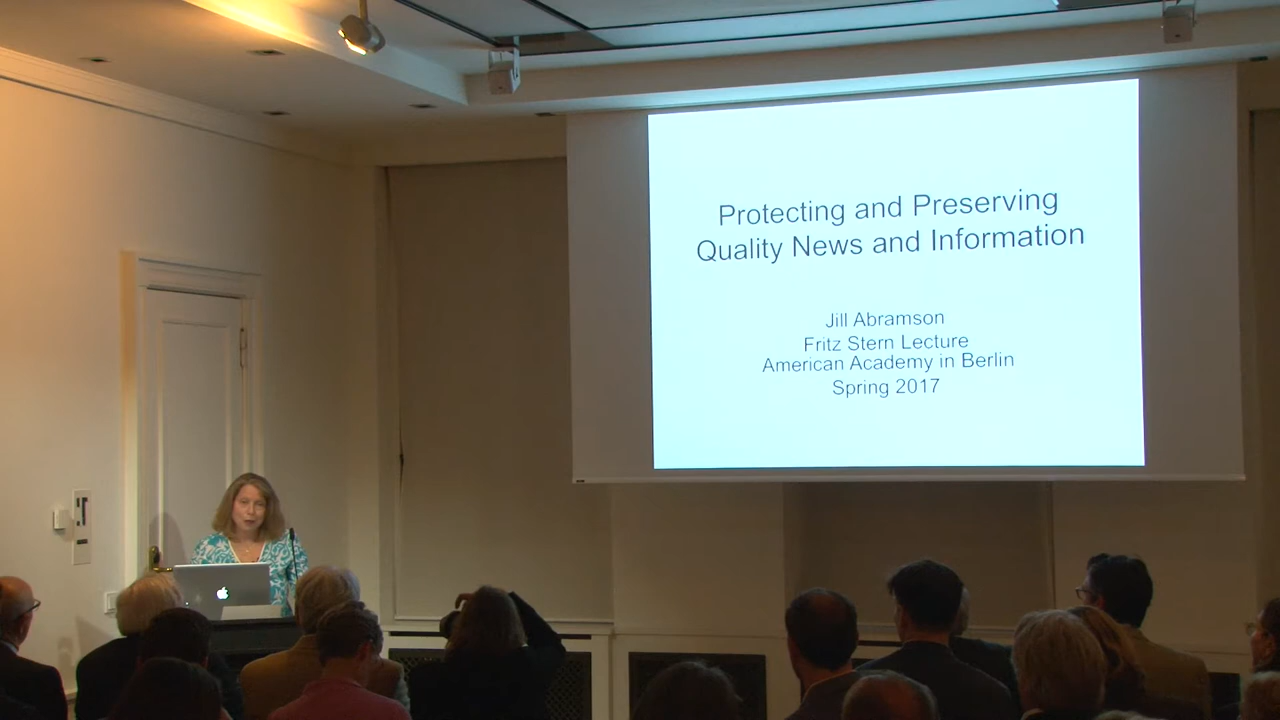 Protecting and Preserving
Quality News and Information
Jill Abramson
Fritz Stern Lecture
American Academy in Berlin
Spring 2017